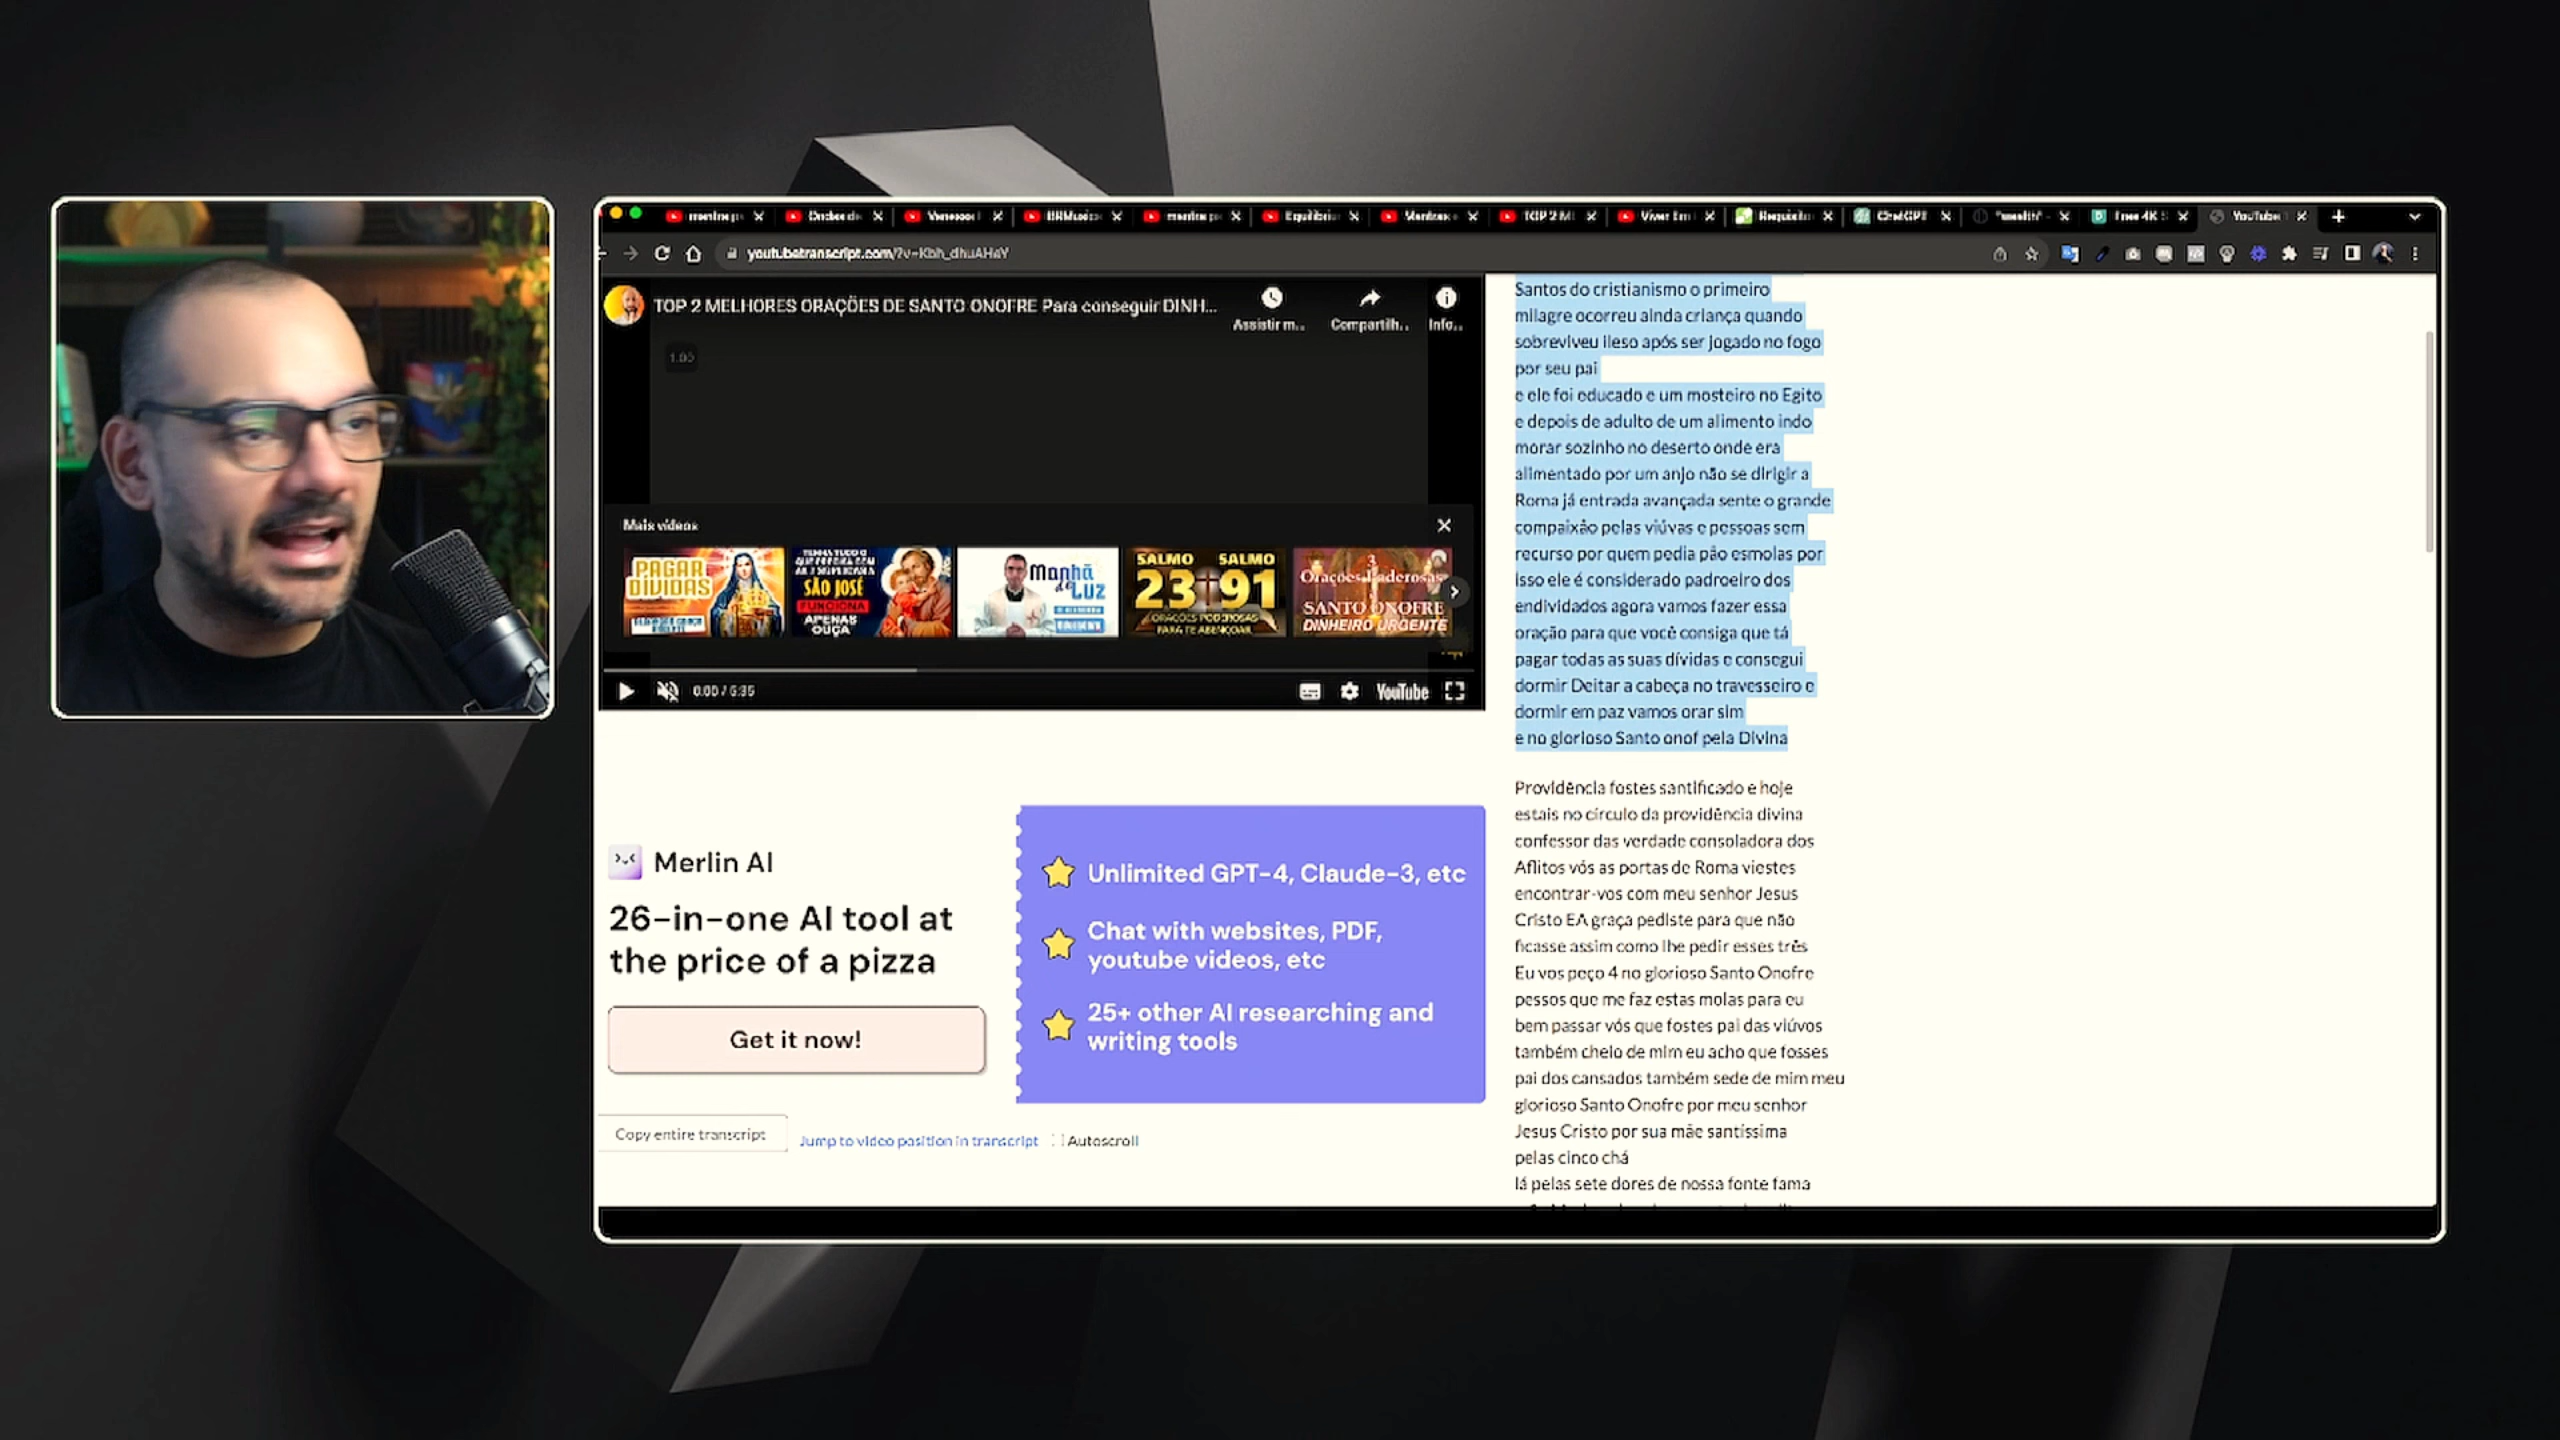 YouTube
youtubetranscript.com/?v=Kbh_dhuAHaY
TOP 2 MELHORES ORAÇÕES DE SANTO ONOFRE Para conseguir DINH...
Assistir m...
Compartilh...
Info...
1.00
Mais vídeos
PAGAR DÍVIDAS
SÃO JOSÉ
FUNCIONA
APENAS
OUÇA
Manhã de Luz
SALMO SALMO
23 91
ORAÇÕES PODEROSAS
PARA TE ABENÇOAR
3
Orações Poderosas
SANTO ONOFRE
DINHEIRO URGENTE
0:00 / 6:35
YouTube
Merlin AI
26-in-one AI tool at
the price of a pizza
Get it now!
Unlimited GPT-4, Claude-3, etc
Chat with websites, PDF,
youtube videos, etc
25+ other AI researching and
writing tools
Copy entire transcript
Jump to video position in transcript
Autoscroll
Santos do cristianismo o primeiro
milagre ocorreu ainda criança quando
sobreviveu ileso após ser jogado no fogo
por seu pai
e ele foi educado e um mosteiro no Egito
e depois de adulto de um alimento indo
morar sozinho no deserto onde era
alimentado por um anjo não se dirigir a
Roma já entrada avançada sente o grande
compaixão pelas viúvas e pessoas sem
recurso por quem pedia pão esmolas por
isso ele é considerado padroeiro dos
endividados agora vamos fazer essa
oração para que você consiga que tá
pagar todas as suas dívidas e consegui
dormir Deitar a cabeça no travesseiro e
dormir em paz vamos orar sim
e no glorioso Santo onof pela Divina
Providência fostes santificado e hoje
estais no círculo da providência divina
confessor das verdade consoladora dos
Aflitos vós as portas de Roma viestes
encontrar-vos com meu senhor Jesus
Cristo EA graça pediste para que não
ficasse assim como lhe pedir esses três
Eu vos peço 4 no glorioso Santo Onofre
pessos que me faz estas molas para eu
bem passar vós que fostes pai das viúvos
também cheio de mim eu acho que fosses
pai dos cansados também sede de mim meu
glorioso Santo Onofre por meu senhor
Jesus Cristo por sua mãe santíssima
pelas cinco chá
lá pelas sete dores de nossa fonte fama